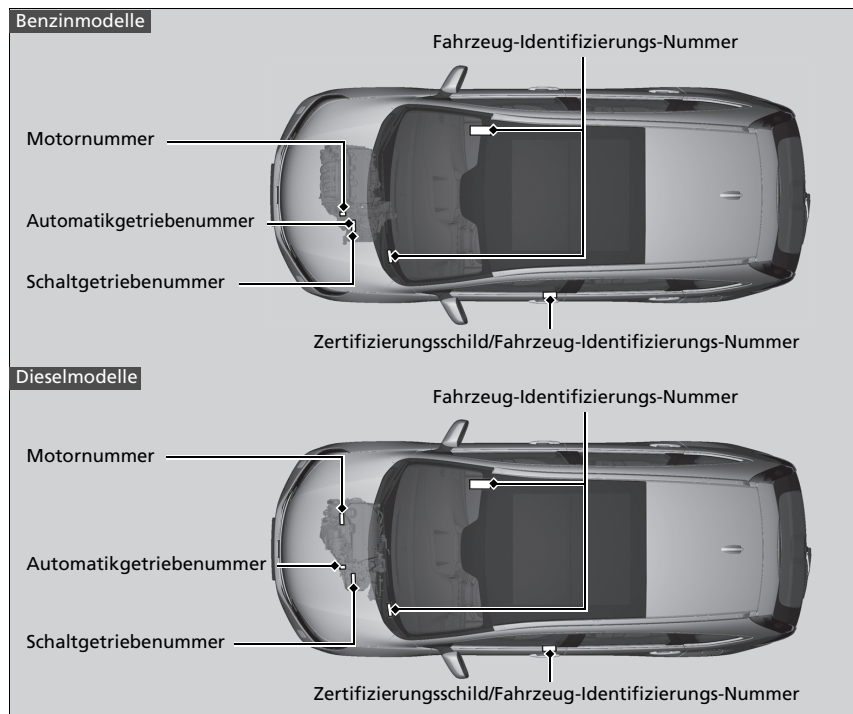 Benzinmodelle
Fahrzeug-Identifizierungs-Nummer
Motornummer
Automatikgetriebenummer
Schaltgetriebenummer
Zertifizierungsschild/Fahrzeug-Identifizierungs-Nummer
Dieselmodelle
Fahrzeug-Identifizierungs-Nummer
Motornummer
Automatikgetriebenummer
Schaltgetriebenummer
Zertifizierungsschild/Fahrzeug-Identifizierungs-Nummer